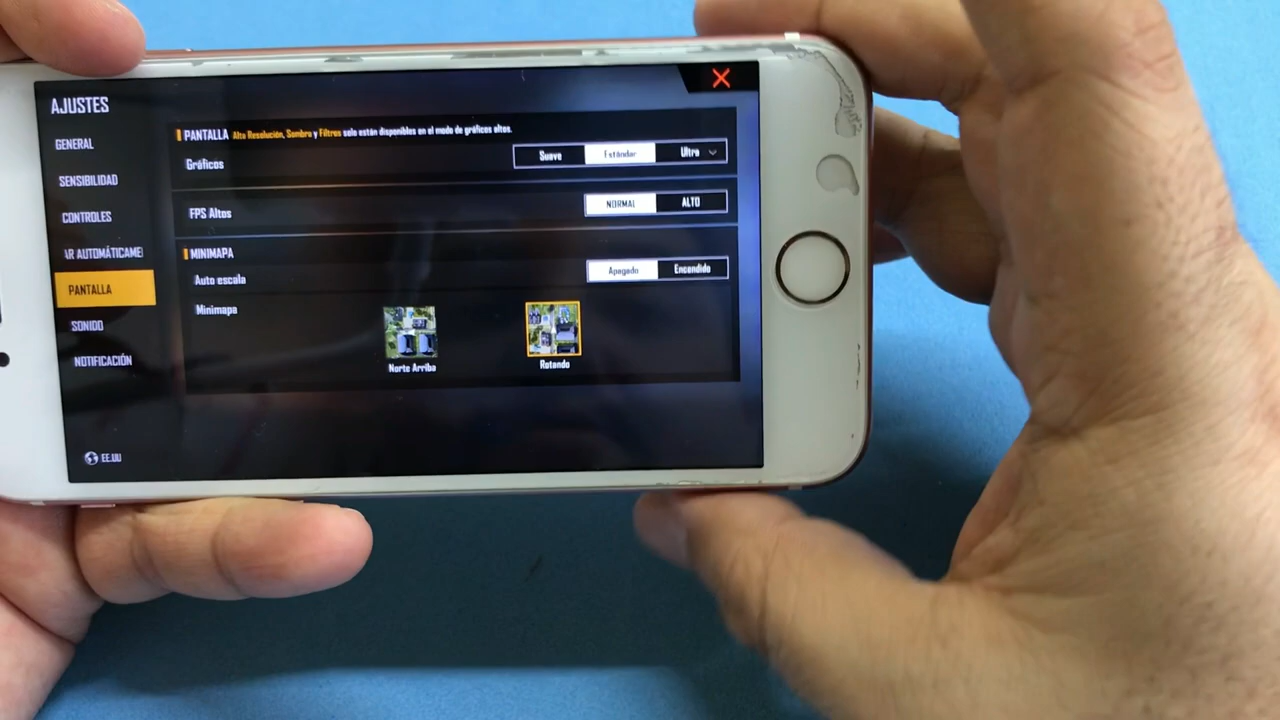 AJUSTES
GENERAL
SENSIBILIDAD
CONTROLES
AR AUTOMÁTICAME
PANTALLA
SONIDO
NOTIFICACIÓN
EE.UU
PANTALLA Alta Resolución, Sombra y Filtros solo están disponibles en el modo de gráficos altos.
Gráficos Suave Estándar Ultra
FPS Altos NORMAL ALTO
MINIMAPA
Auto escala Apagado Encendido
Minimapa
Norte Arriba Rotando